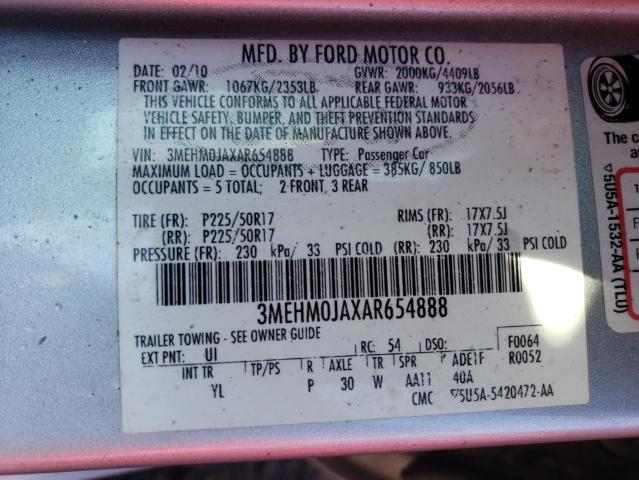 MFD. BY FORD MOTOR CO.
DATE: 02/10 GVWR: 2000KG/4409LB
FRONT GAWR: 1067KG/2353LB REAR GAWR: 933KG/2056LB
THIS VEHICLE CONFORMS TO ALL APPLICABLE FEDERAL MOTOR
VEHICLE SAFETY, BUMPER, AND THEFT PREVENTION STANDARDS
IN EFFECT ON THE DATE OF MANUFACTURE SHOWN ABOVE.
VIN: 3MEHM0JAXAR654888 TYPE: Passenger Car
MAXIMUM LOAD = OCCUPANTS + LUGGAGE = 385KG/850LB
OCCUPANTS = 5 TOTAL; 2 FRONT, 3 REAR
TIRE (FR): P225/50R17 RIMS (FR): 17X7.5J
(RR): P225/50R17 (RR): 17X7.5J
PRESSURE (FR): 230 kPa/ 33 PSI COLD (RR): 230 kPa/ 33 PSI COLD
3MEHM0JAXAR654888
TRAILER TOWING - SEE OWNER GUIDE
EXT PNT: UI RC: 54 DSO: F0064
INT TR TP/PS R AXLE TR SPR ADE1F R0052
YL P 30 W AA11 40A
CMC ▽5U5A-5420472-AA
The c
a
▽5U5A-1532-AA (TLU)
T
F